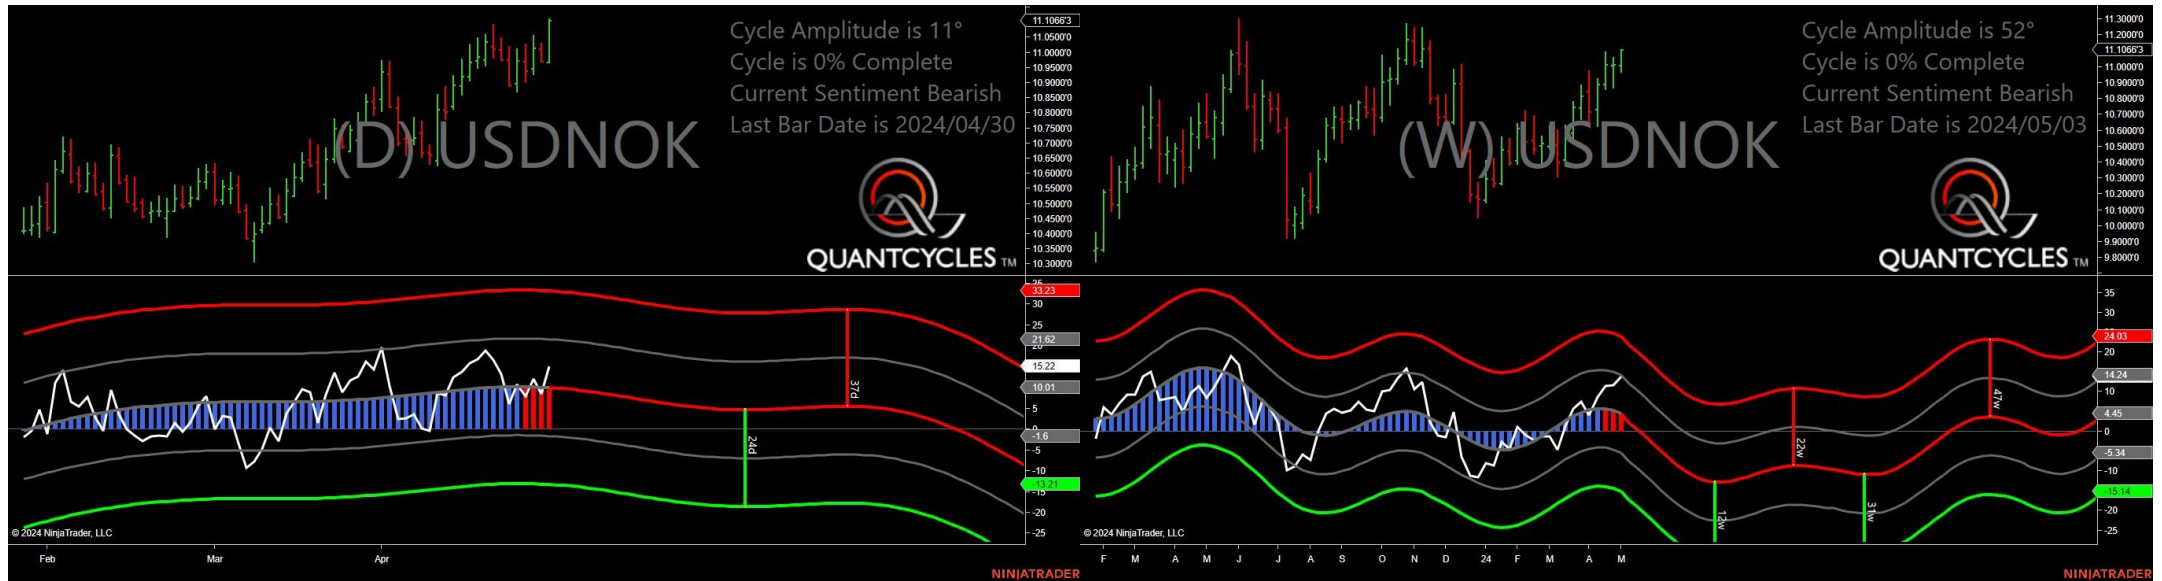 Cycle Amplitude is 11°
Cycle is 0% Complete
Current Sentiment Bearish
Last Bar Date is 2024/04/30
(D) USDNOK
QUANTCYCLES TM
11.1066'3
11.0500'0
11.0000'0
10.9500'0
10.8500'0
10.8000'0
10.7500'0
10.6500'0
10.6000'0
10.5500'0
10.5000'0
10.4500'0
10.4000'0
10.3500'0
10.3000'0
33.23
30
25
21.62
15.22
10.01
5
-1.6
-5
-10
-13.21
-20
-25
37d
24d
© 2024 NinjaTrader, LLC
Feb
Mar
Apr
NINJATRADER
Cycle Amplitude is 52°
Cycle is 0% Complete
Current Sentiment Bearish
Last Bar Date is 2024/05/03
(W) USDNOK
QUANTCYCLES TM
11.3000'0
11.2000'0
11.1066'3
11.0000'0
10.9000'0
10.8000'0
10.7000'0
10.6000'0
10.5000'0
10.4000'0
10.3000'0
10.2000'0
10.1000'0
10.0000'0
9.9000'0
9.8000'0
35
30
24.03
20
14.24
10
4.45
0
-5.34
-10
-15.14
-20
-25
47w
22w
12w
31w
© 2024 NinjaTrader, LLC
F M A M J J A S O N D 24 F M A M
NINJATRADER